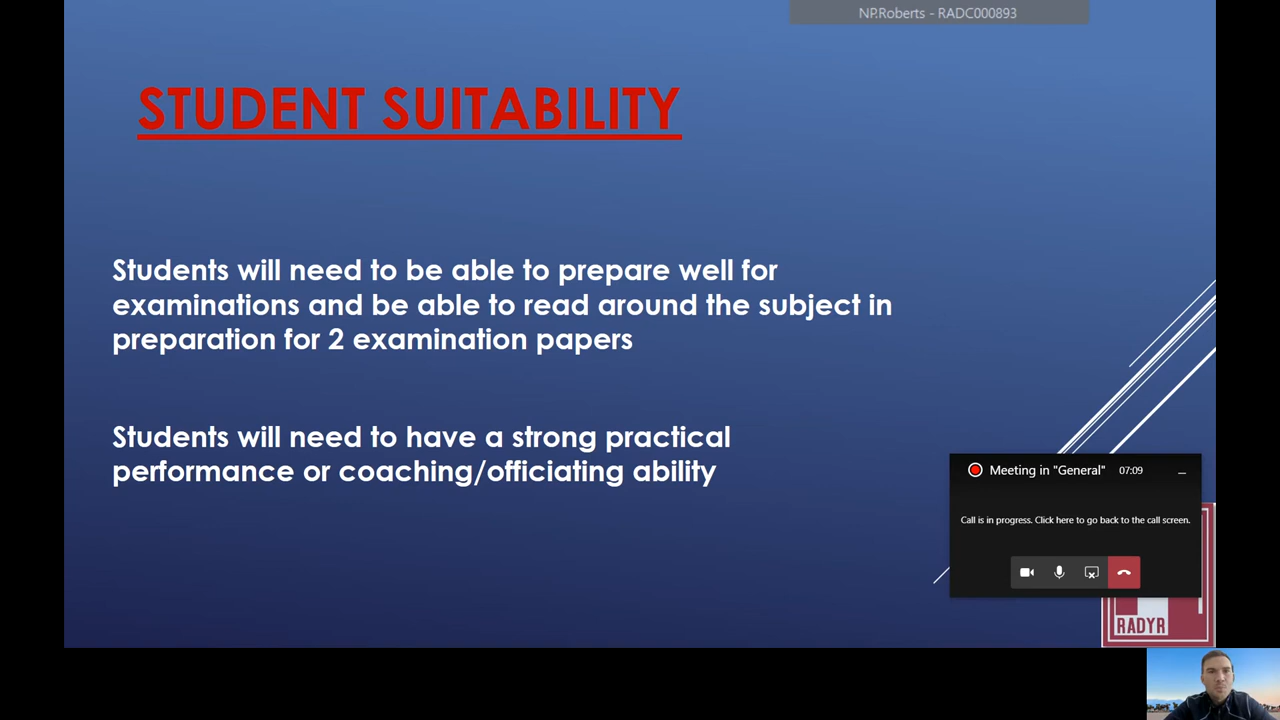 NP.Roberts - RADC000893
STUDENT SUITABILITY
Students will need to be able to prepare well for
examinations and be able to read around the subject in
preparation for 2 examination papers
Students will need to have a strong practical
performance or coaching/officiating ability
Meeting in "General" 07:09
Call is in progress. Click here to go back to the call screen.
RADYR